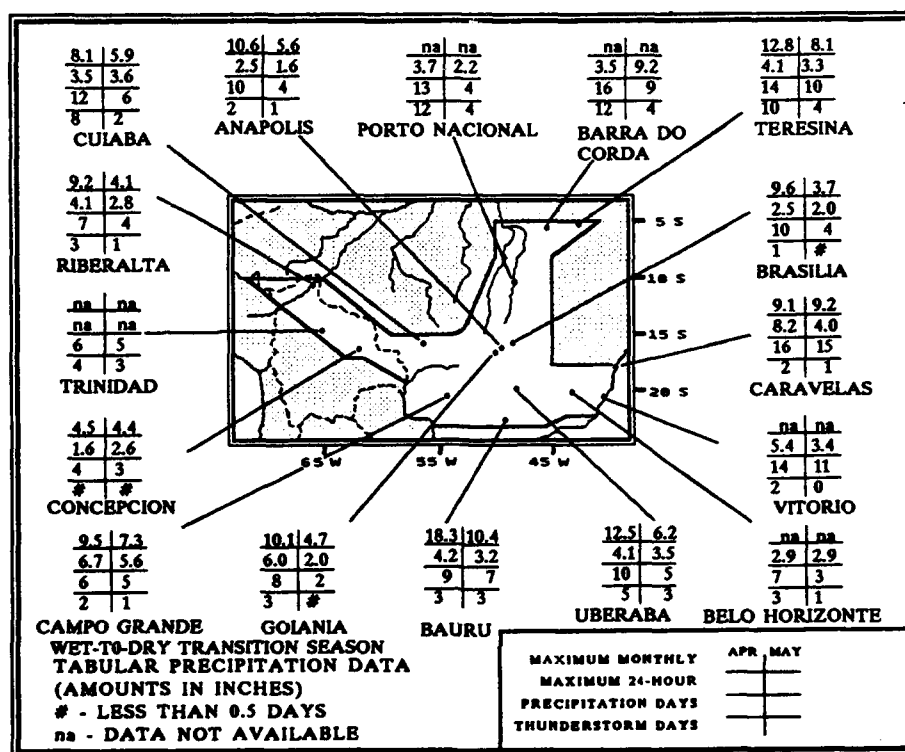 8.1 5.9
3.5 3.6
12 6
8 2
CUIABA
10.6 5.6
2.5 1.6
10 4
2 1
ANAPOLIS
na na
3.7 2.2
13 4
12 4
PORTO NACIONAL
na na
3.5 9.2
16 9
12 4
BARRA DO
CORDA
12.8 8.1
4.1 3.3
14 10
10 4
TERESINA
9.2 4.1
4.1 2.8
7 4
3 1
RIBERALTA
9.6 3.7
2.5 2.0
10 4
1 #
BRASILIA
na na
na na
6 5
4 3
TRINIDAD
9.1 9.2
8.2 4.0
16 15
2 1
CARAVELAS
4.5 4.4
1.6 2.6
4 3
# #
CONCEPCION
na na
5.4 3.4
14 11
2 0
VITORIO
5 S
10 S
15 S
20 S
65 W 55 W 45 W
9.5 7.3
6.7 5.6
6 5
2 1
CAMPO GRANDE
10.1 4.7
6.0 2.0
8 2
3 #
GOIANIA
18.3 10.4
4.2 3.2
9 7
3 3
BAURU
12.5 6.2
4.1 3.5
10 5
5 3
UBERABA
na na
2.9 2.9
7 3
3 1
BELO HORIZONTE
WET-TO-DRY TRANSITION SEASON
TABULAR PRECIPITATION DATA
(AMOUNTS IN INCHES)
# - LESS THAN 0.5 DAYS
na - DATA NOT AVAILABLE
APR MAY
MAXIMUM MONTHLY
MAXIMUM 24-HOUR
PRECIPITATION DAYS
THUNDERSTORM DAYS